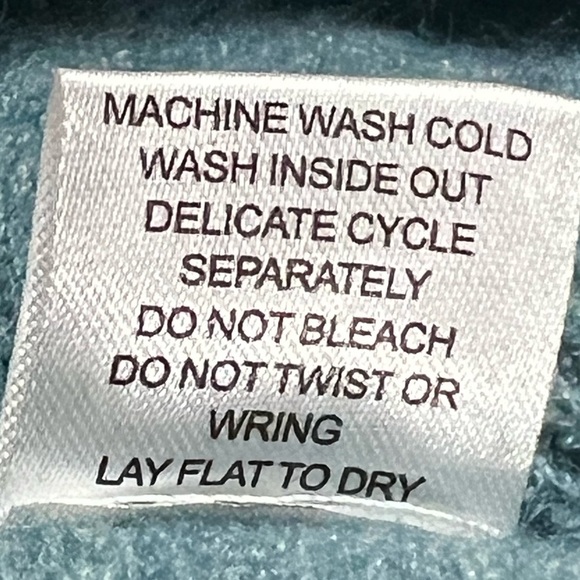 MACHINE WASH COLD
WASH INSIDE OUT
DELICATE CYCLE
SEPARATELY
DO NOT BLEACH
DO NOT TWIST OR
WRING
LAY FLAT TO DRY